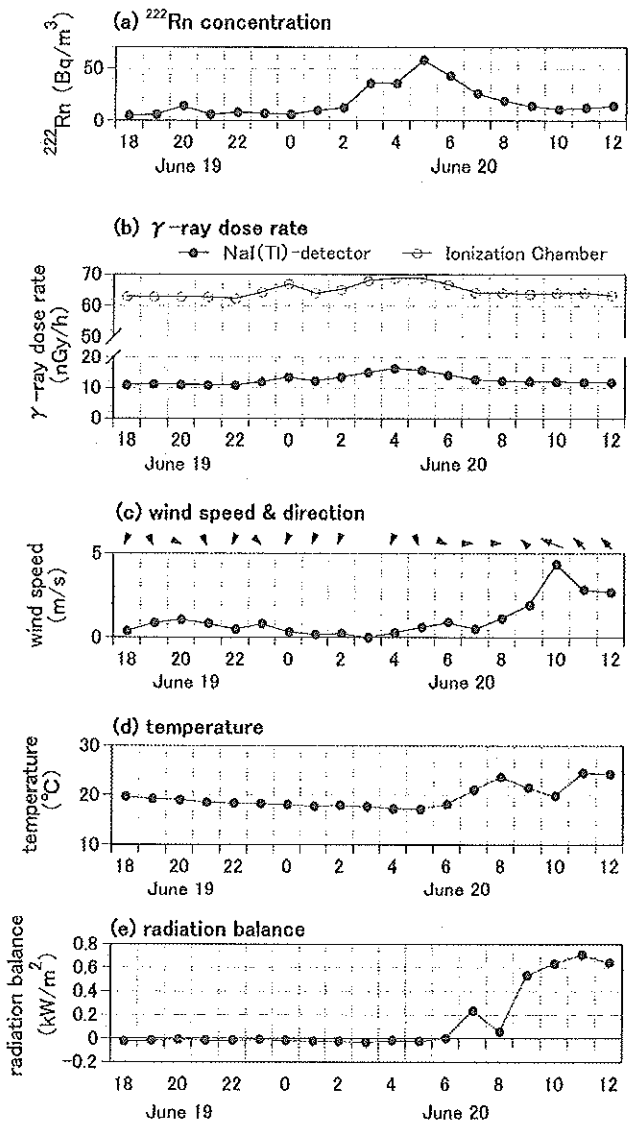 (a) ²²²Rn concentration
²²²Rn (Bq/m³)
50
0
18 20 22 0 2 4 6 8 10 12
June 19 June 20
(b) γ-ray dose rate
NaI(Tl)-detector Ionization Chamber
γ-ray dose rate
(nGy/h)
70
60
50
20
10
0
18 20 22 0 2 4 6 8 10 12
June 19 June 20
(c) wind speed & direction
wind speed
(m/s)
5
0
18 20 22 0 2 4 6 8 10 12
June 19 June 20
(d) temperature
temperature
(°C)
30
20
10
18 20 22 0 2 4 6 8 10 12
June 19 June 20
(e) radiation balance
radiation balance
(kW/m²)
0.8
0.6
0.4
0.2
0
-0.2
18 20 22 0 2 4 6 8 10 12
June 19 June 20